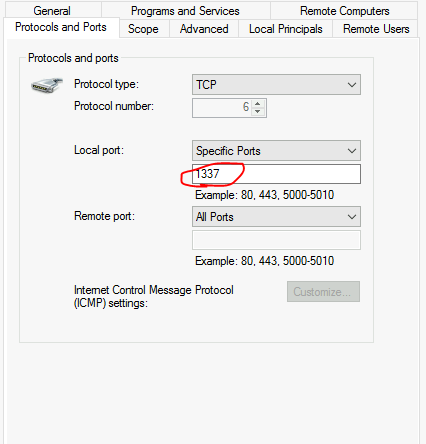 General
Programs and Services
Remote Computers
Protocols and Ports
Scope
Advanced
Local Principals
Remote Users
Protocols and ports
Protocol type:
TCP
Protocol number:
6
Local port:
Specific Ports
1337
Example: 80, 443, 5000-5010
Remote port:
All Ports
Example: 80, 443, 5000-5010
Internet Control Message Protocol
(ICMP) settings:
Customize...